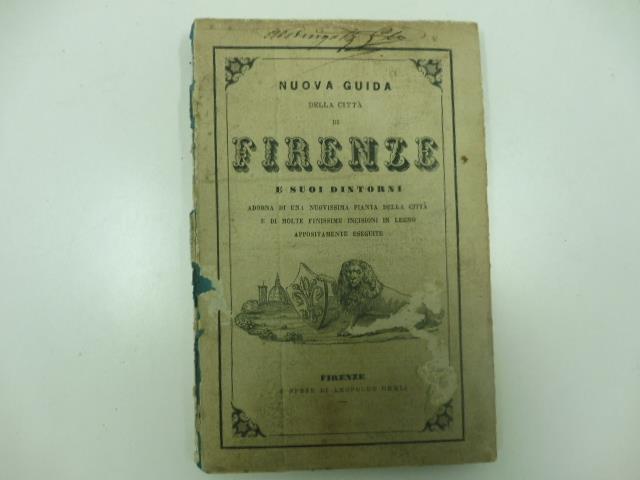 NUOVA GUIDA
DELLA CITTÀ
DI
FIRENZE
E SUOI DINTORNI
ADORNA DI UNA NUOVISSIMA PIANTA DELLA CITTÀ
E DI MOLTE FINISSIME INCISIONI IN LEGNO
APPOSITAMENTE ESEGUITE
FIRENZE
A SPESE DI LEOPOLDO